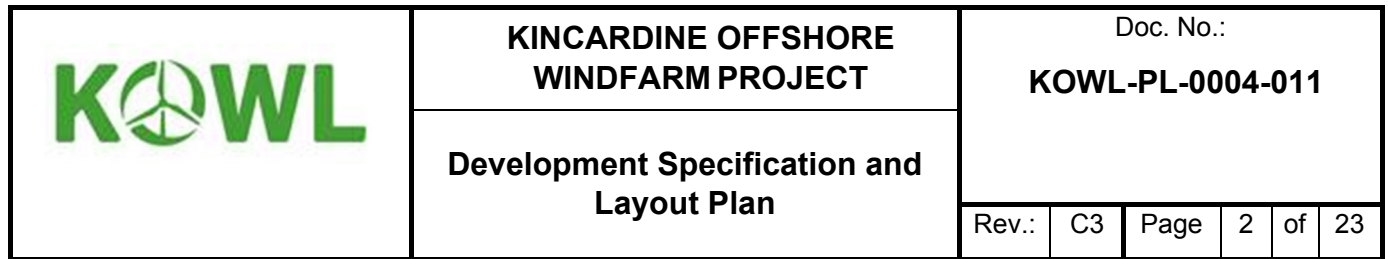 KOWL
KINCARDINE OFFSHORE
WINDFARM PROJECT
Development Specification and
Layout Plan
Doc. No.:
KOWL-PL-0004-011
Rev.: C3 Page 2 of 23